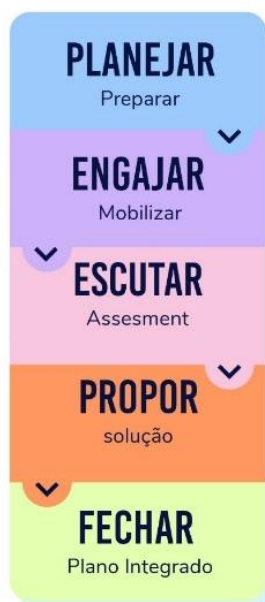 PLANEJAR
Preparar
ENGAJAR
Mobilizar
ESCUTAR
Assesment
PROPOR
solução
FECHAR
Plano Integrado